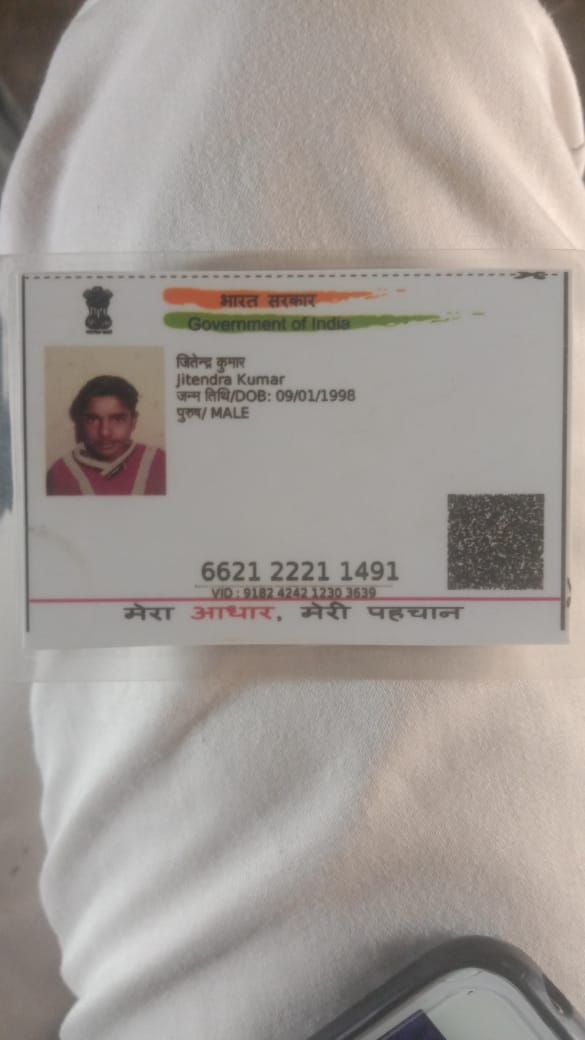 भारत सरकार
Government of India
जितेन्द्र कुमार
Jitendra Kumar
जन्म तिथि/DOB: 09/01/1998
पुरुष/ MALE
6621 2221 1491
VID : 9182 4242 1230 3639
मेरा आधार, मेरी पहचान